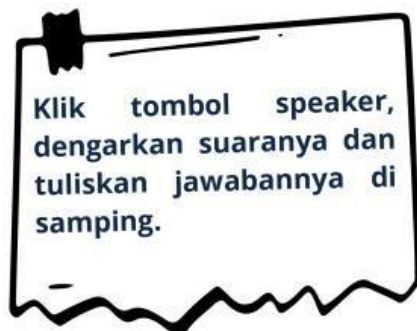 Klik tombol speaker,
dengarkan suaranya dan
tuliskan jawabannya di
samping.